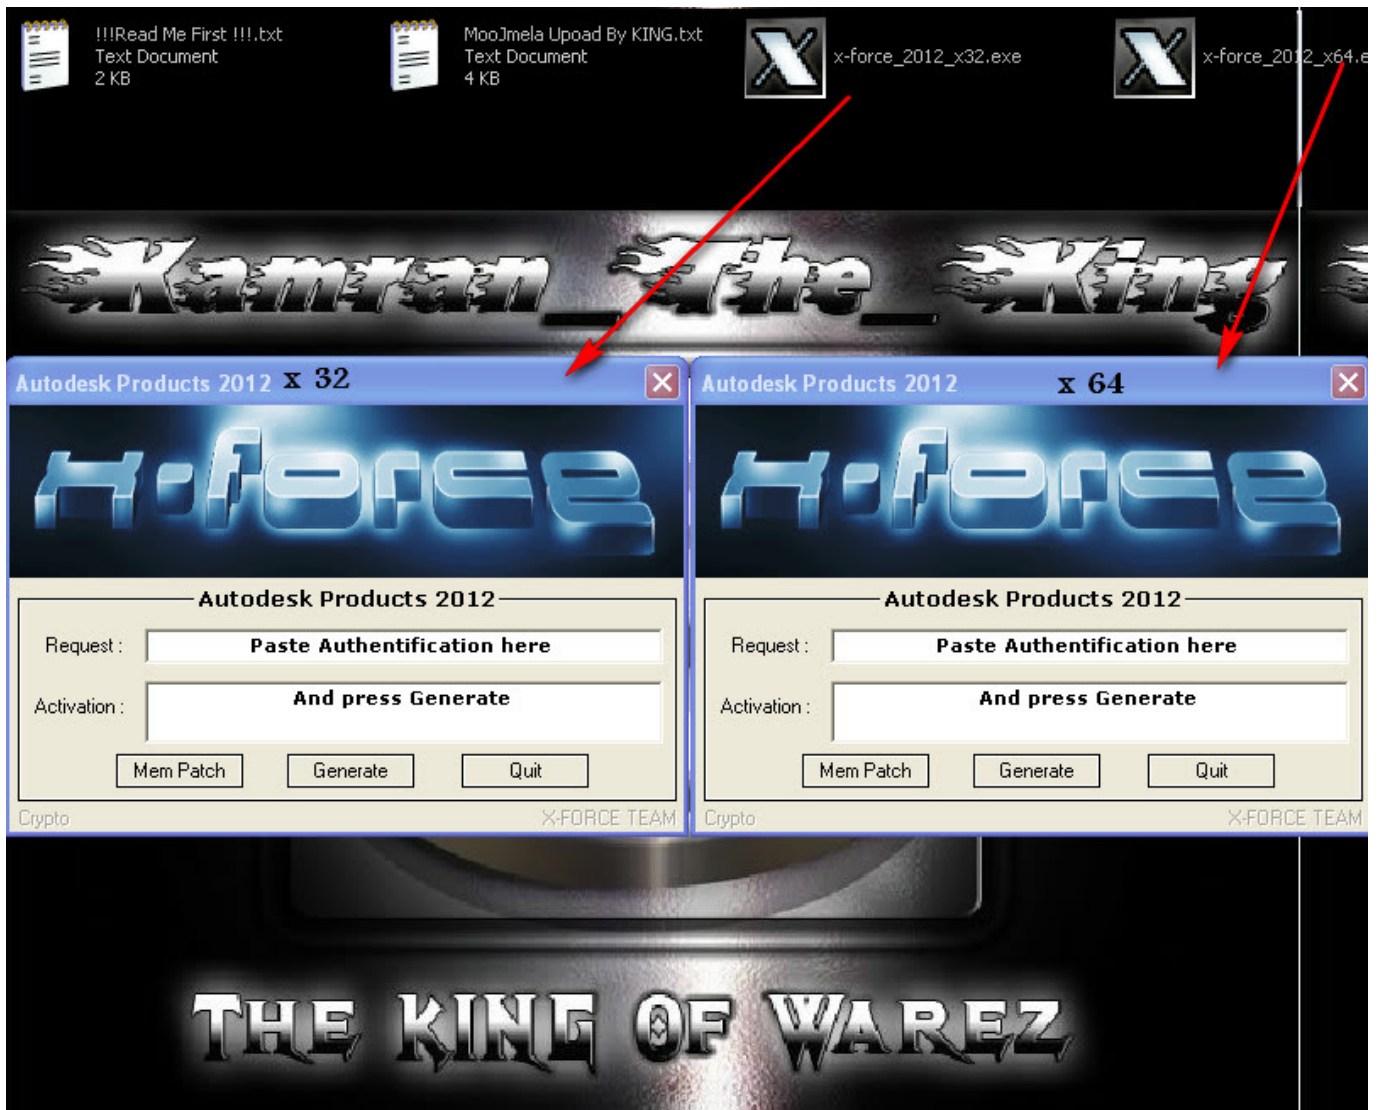 !!!Read Me First !!!.txt
Text Document
2 KB
MooJmela Upoad By KING.txt
Text Document
4 KB
x-force_2012_x32.exe
x-force_2012_x64.e
Kamran_The_King
Autodesk Products 2012 x 32
x-force
Autodesk Products 2012
Request :
Paste Authentification here
Activation :
And press Generate
Mem Patch
Generate
Quit
Crypto
X-FORCE TEAM
Autodesk Products 2012 x 64
x-force
Autodesk Products 2012
Request :
Paste Authentification here
Activation :
And press Generate
Mem Patch
Generate
Quit
Crypto
X-FORCE TEAM
THE KING OF WAREZ